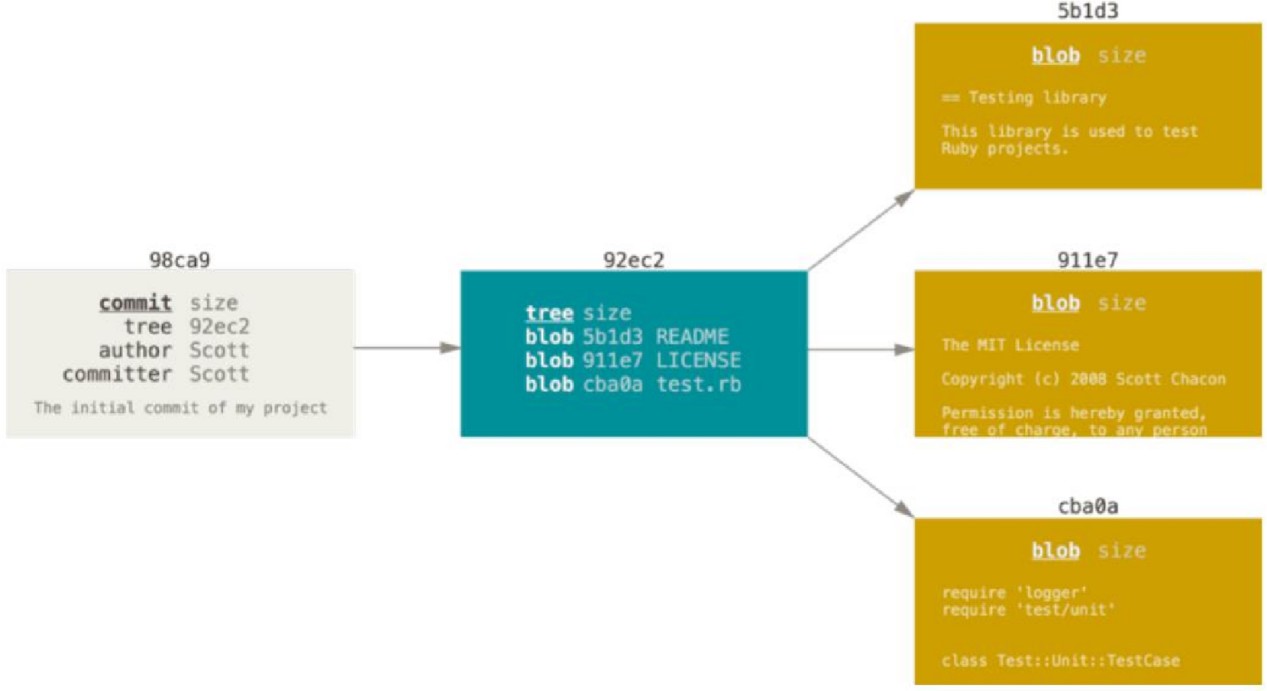 98ca9
commit size
tree 92ec2
author Scott
committer Scott
The initial commit of my project
92ec2
tree size
blob 5b1d3 README
blob 911e7 LICENSE
blob cba0a test.rb
5b1d3
blob size
== Testing library
This library is used to test
Ruby projects.
911e7
blob size
The MIT License
Copyright (c) 2008 Scott Chacon
Permission is hereby granted,
free of charge, to any person
cba0a
blob size
require 'logger'
require 'test/unit'
class Test::Unit::TestCase